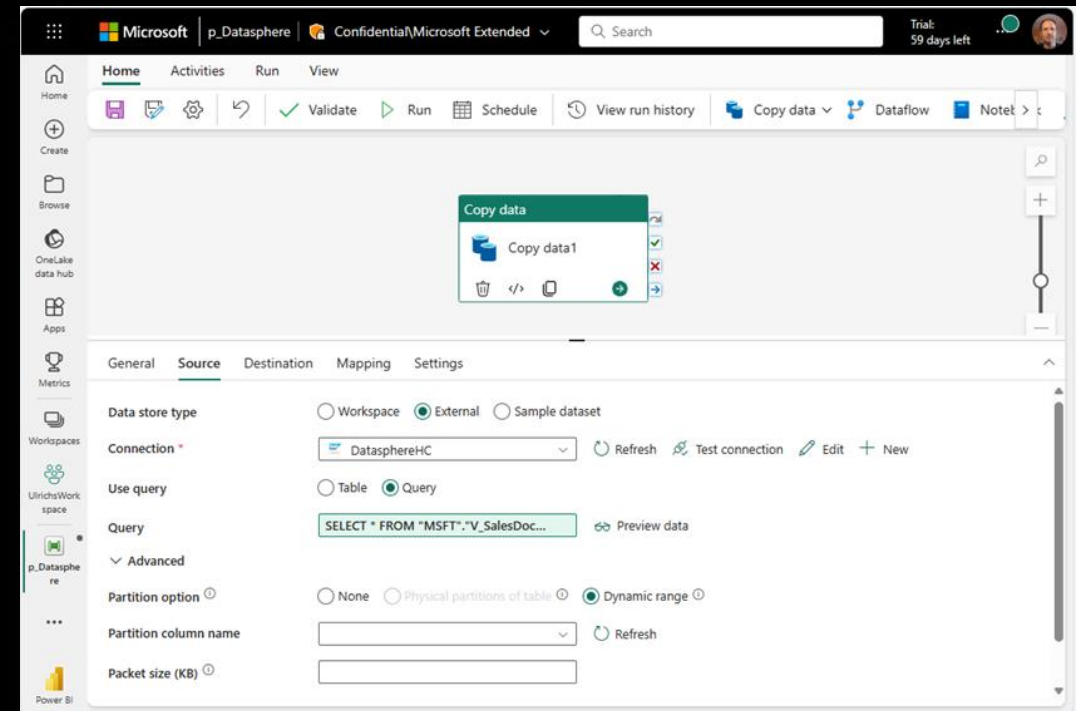 Microsoft p_Datasphere Confidential\Microsoft Extended Search Trial:
59 days left
Home Activities Run View
Validate Run Schedule View run history Copy data Dataflow
Home
Create
Browse
OneLake
data hub
Apps
Metrics
Workspaces
UlrichsWork
space
p_Datasphe
re
Power BI
Copy data
Copy data1
General Source Destination Mapping Settings
Data store type Workspace External Sample dataset
Connection * DatasphereHC Refresh Test connection Edit + New
Use query Table Query
Query SELECT * FROM "MSFT"."V_SalesDoc... Preview data
Advanced
Partition option None Physical partitions of table Dynamic range
Partition column name Refresh
Packet size (KB)